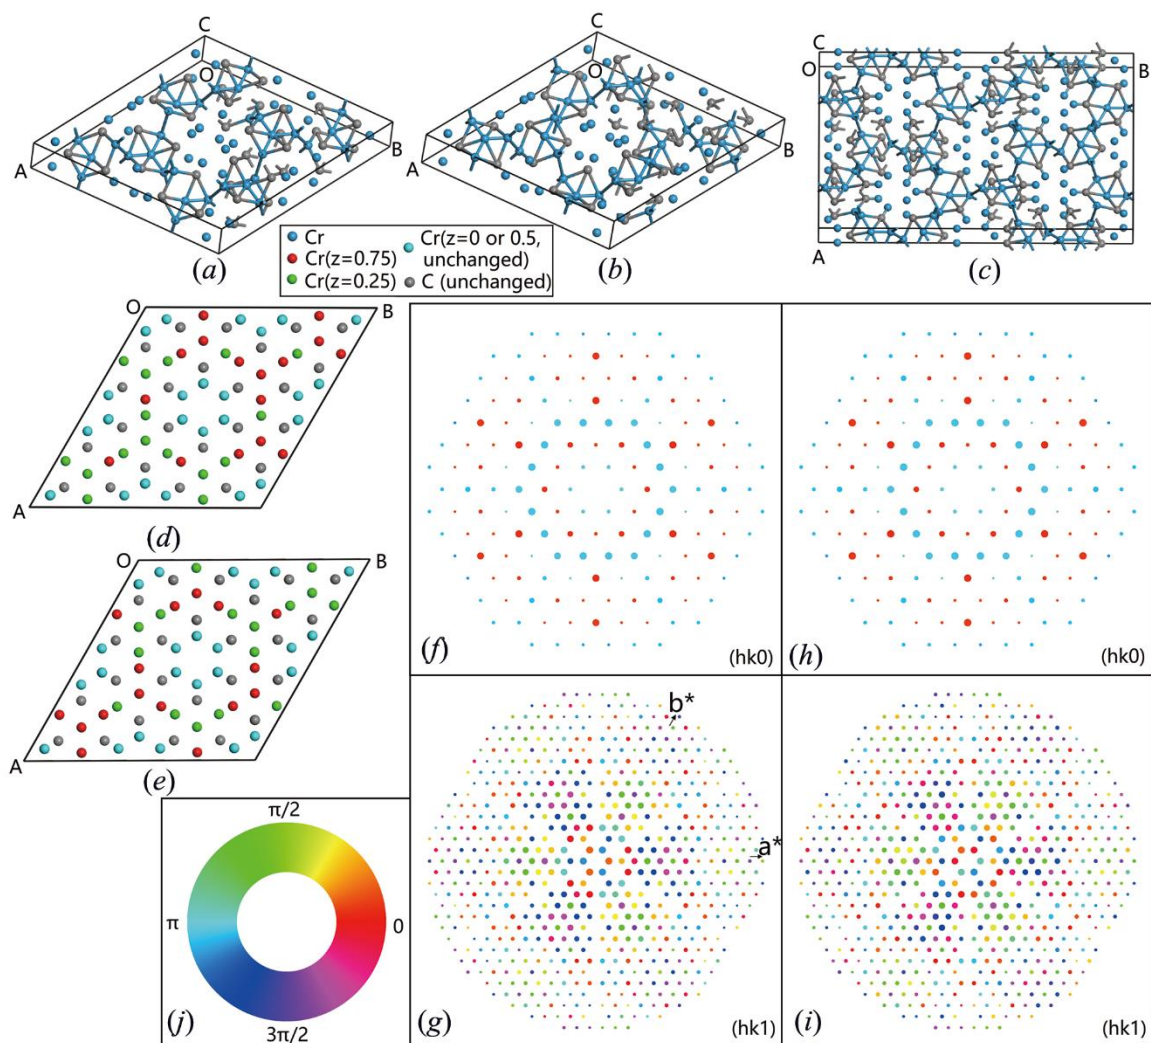 C
O
A
B
(a)
C
O
A
B
(b)
C
O
B
A
(c)
Cr
Cr(z=0.75)
Cr(z=0.25)
Cr(z=0 or 0.5,
unchanged)
C (unchanged)
O
B
A
(d)
O
B
A
(e)
(f)
(hk0)
(h)
(hk0)
b*
a*
(g)
(hk1)
(i)
(hk1)
π/2
π
0
3π/2
(j)